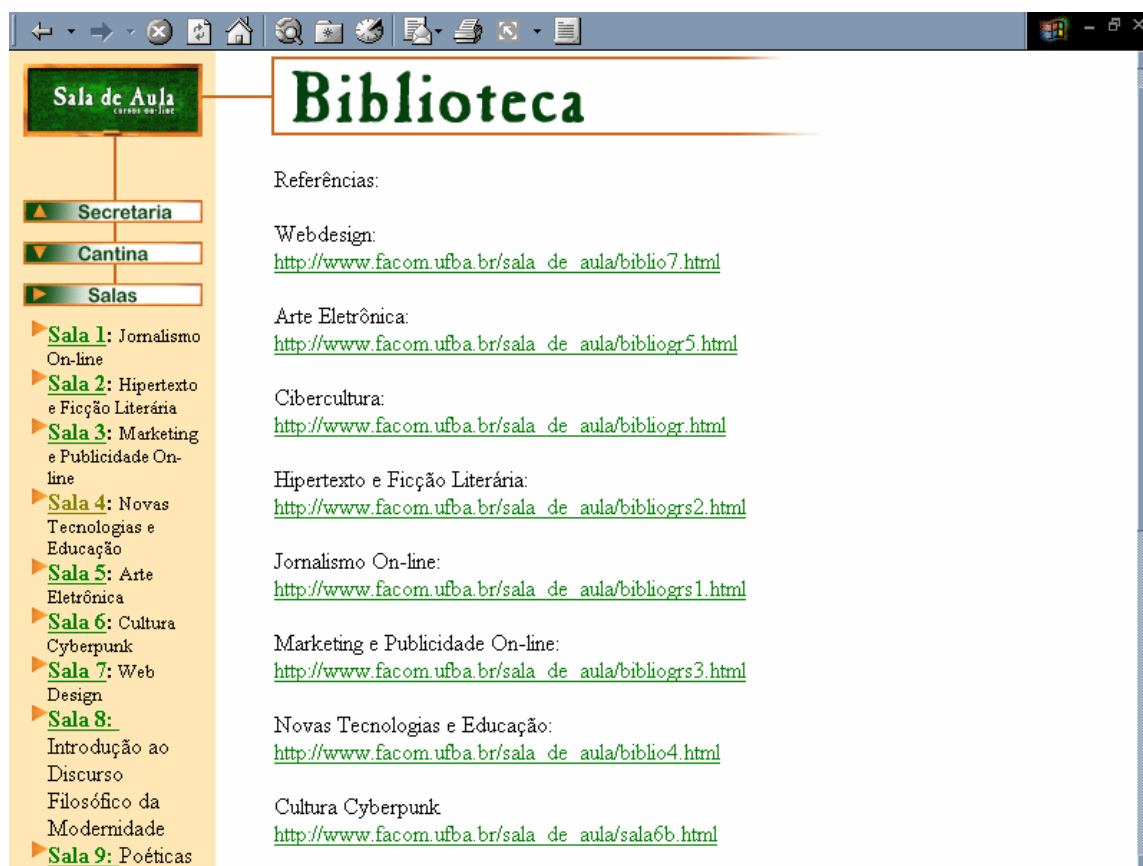 Sala de Aula
cursos on-line
Secretaria
Cantina
Salas
Sala 1: Jornalismo
On-line
Sala 2: Hipertexto
e Ficção Literária
Sala 3: Marketing
e Publicidade On-
line
Sala 4: Novas
Tecnologias e
Educação
Sala 5: Arte
Eletrônica
Sala 6: Cultura
Cyberpunk
Sala 7: Web
Design
Sala 8:
Introdução ao
Discurso
Filosófico da
Modernidade
Sala 9: Poéticas
Biblioteca
Referências:
Webdesign:
http://www.facom.ufba.br/sala_de_aula/biblio7.html
Arte Eletrônica:
http://www.facom.ufba.br/sala_de_aula/bibliogr5.html
Cibercultura:
http://www.facom.ufba.br/sala_de_aula/bibliogr.html
Hipertexto e Ficção Literária:
http://www.facom.ufba.br/sala_de_aula/bibliogrs2.html
Jornalismo On-line:
http://www.facom.ufba.br/sala_de_aula/bibliogrs1.html
Marketing e Publicidade On-line:
http://www.facom.ufba.br/sala_de_aula/bibliogrs3.html
Novas Tecnologias e Educação:
http://www.facom.ufba.br/sala_de_aula/biblio4.html
Cultura Cyberpunk
http://www.facom.ufba.br/sala_de_aula/sala6b.html